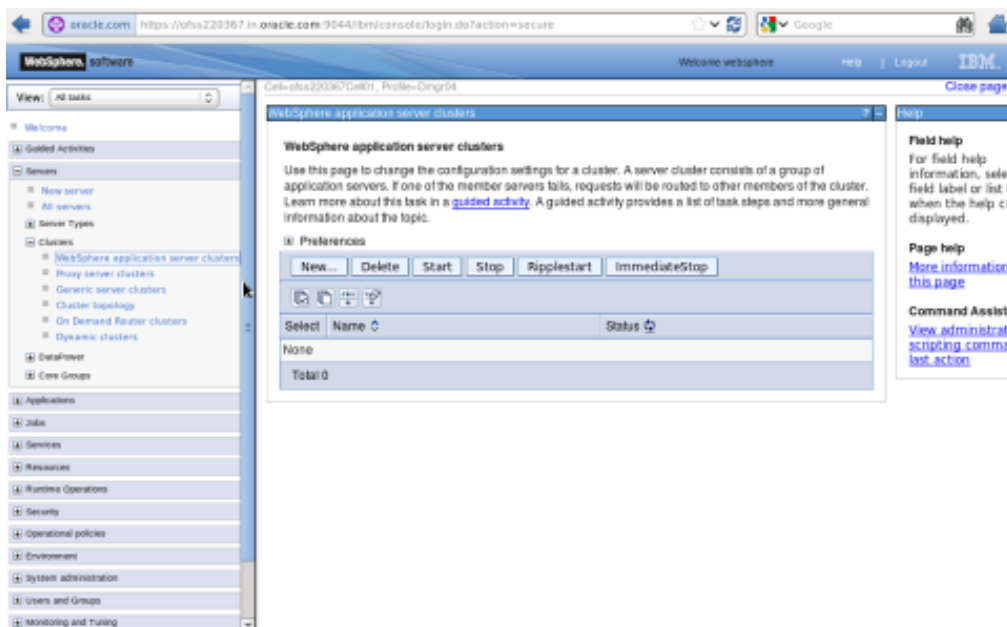 oracle.com https://ofss220367.in.oracle.com:9044/ibm/console/login.do?action=secure
Google
WebSphere. software
Welcome websphere
Help | Logout
IBM.
View: All tasks
Welcome
Guided Activities
Servers
New server
All servers
Server Types
Clusters
WebSphere application server clusters
Proxy server clusters
Generic server clusters
Cluster topology
On Demand Router clusters
Dynamic clusters
DataPower
Core Groups
Applications
Jobs
Services
Resources
Runtime Operations
Security
Operational policies
Environment
System administration
Users and Groups
Monitoring and Tuning
Cell=ofss220367Cell01, Profile=Dmgr04
Close page
WebSphere application server clusters
? -
WebSphere application server clusters
Use this page to change the configuration settings for a cluster. A server cluster consists of a group of
application servers. If one of the member servers fails, requests will be routed to other members of the cluster.
Learn more about this task in a guided activity. A guided activity provides a list of task steps and more general
information about the topic.
Preferences
New... Delete Start Stop Ripplestart ImmediateStop
Select Name Status
None
Total 0
Help
Field help
For field help
information, sele
field label or list
when the help c
displayed.
Page help
More information
this page
Command Assist
View administrat
scripting comma
last action